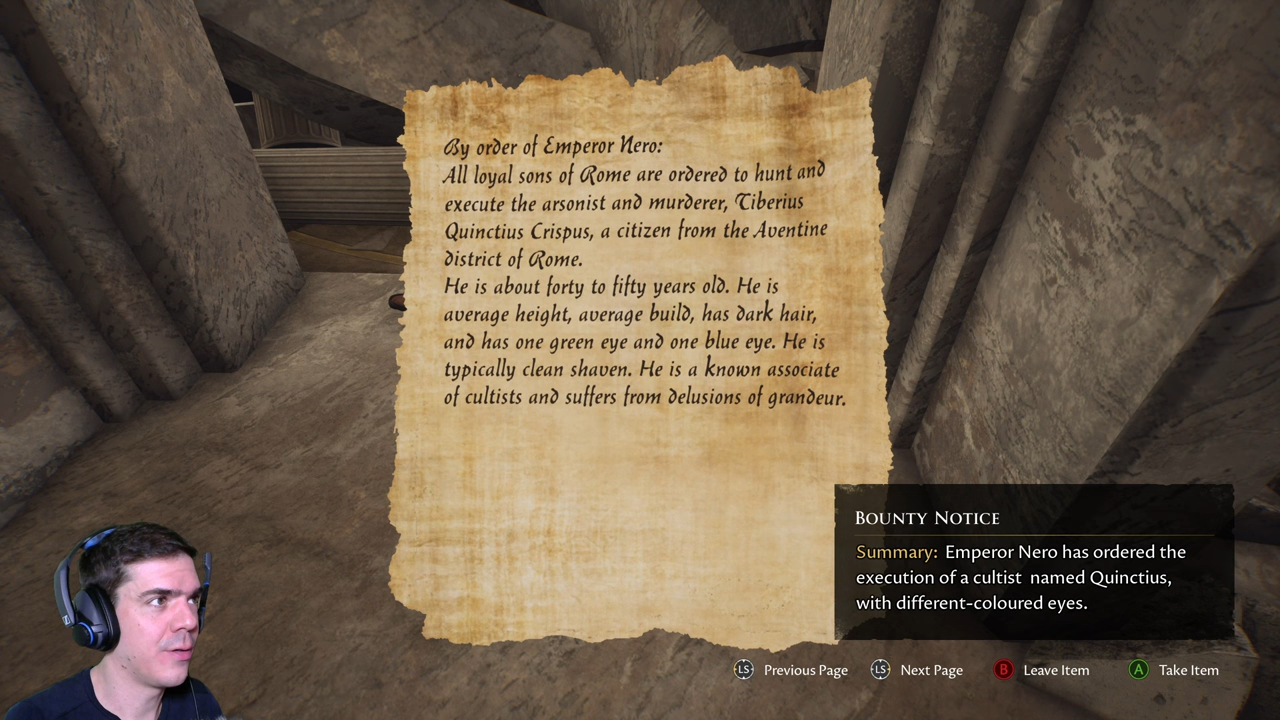 By order of Emperor Nero:
All loyal sons of Rome are ordered to hunt and
execute the arsonist and murderer, Tiberius
Quinctius Crispus, a citizen from the Aventine
district of Rome.
He is about forty to fifty years old. He is
average height, average build, has dark hair,
and has one green eye and one blue eye. He is
typically clean shaven. He is a known associate
of cultists and suffers from delusions of grandeur.
Bounty Notice
Summary: Emperor Nero has ordered the
execution of a cultist named Quinctius,
with different-coloured eyes.
LS Previous Page LS Next Page B Leave Item A Take Item